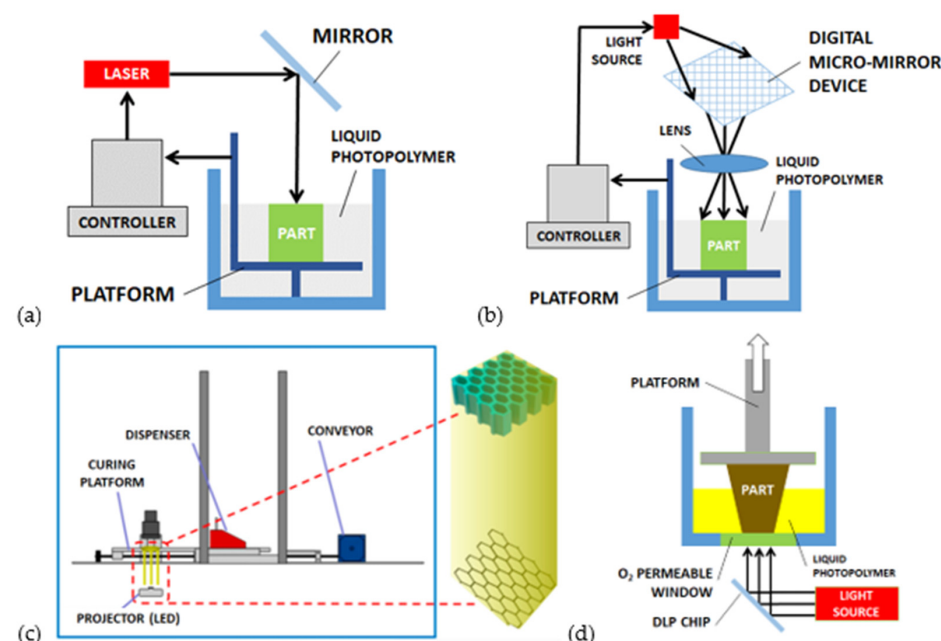 LASER
MIRROR
LIQUID
PHOTOPOLYMER
CONTROLLER
PART
PLATFORM
(a)
LIGHT
SOURCE
DIGITAL
MICRO-MIRROR
DEVICE
LENS
LIQUID
PHOTOPOLYMER
CONTROLLER
PART
PLATFORM
(b)
DISPENSER
CONVEYOR
CURING
PLATFORM
PROJECTOR (LED)
(c)
PLATFORM
PART
O₂ PERMEABLE
WINDOW
LIQUID
PHOTOPOLYMER
DLP CHIP
LIGHT
SOURCE
(d)